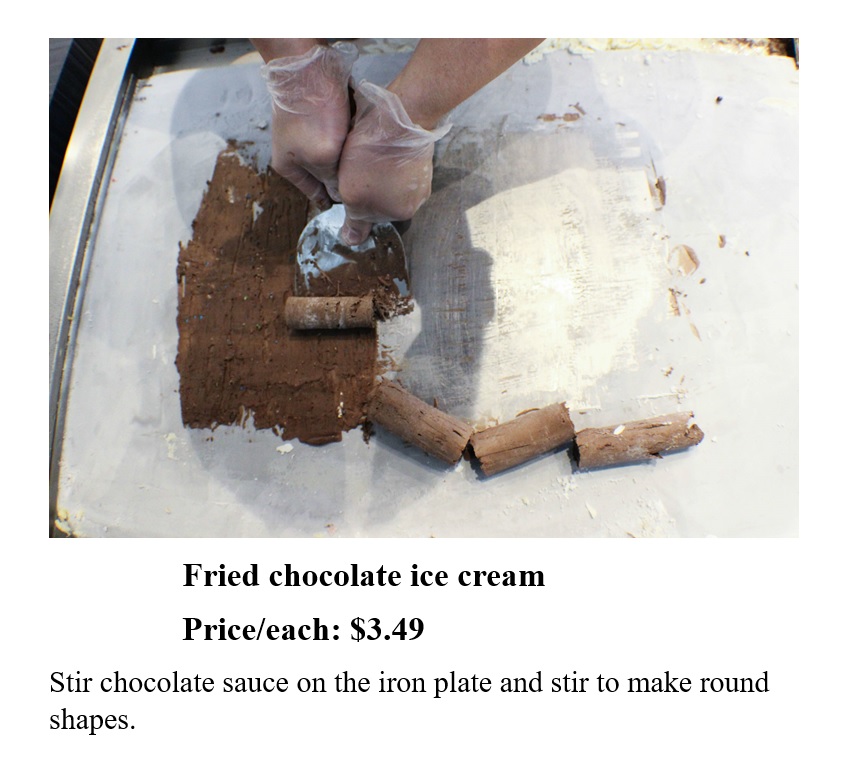 Fried chocolate ice cream
Price/each: $3.49
Stir chocolate sauce on the iron plate and stir to make round
shapes.